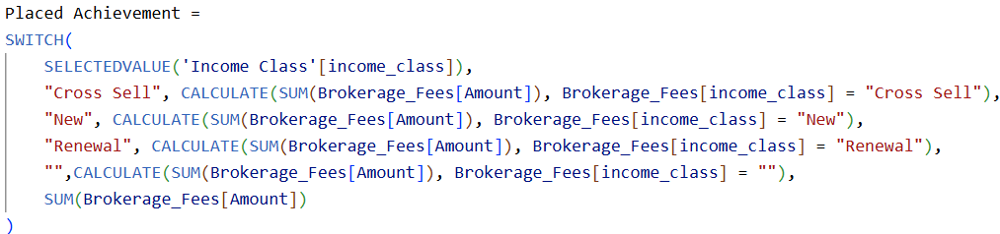 Placed Achievement =
SWITCH(
    SELECTEDVALUE('Income Class'[income_class]),
    "Cross Sell", CALCULATE(SUM(Brokerage_Fees[Amount]), Brokerage_Fees[income_class] = "Cross Sell"),
    "New", CALCULATE(SUM(Brokerage_Fees[Amount]), Brokerage_Fees[income_class] = "New"),
    "Renewal", CALCULATE(SUM(Brokerage_Fees[Amount]), Brokerage_Fees[income_class] = "Renewal"),
    "",CALCULATE(SUM(Brokerage_Fees[Amount]), Brokerage_Fees[income_class] = ""),
    SUM(Brokerage_Fees[Amount])
)